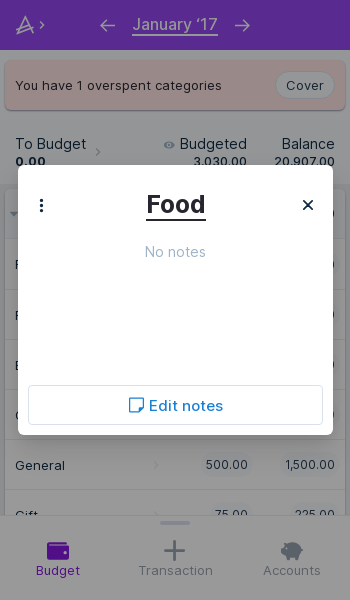 January ‘17
You have 1 overspent categories
Cover
To Budget
Budgeted
Balance
0.00
3,030.00
20,907.00
Food
No notes
Edit notes
General
500.00
1,500.00
Gift
75.00
225.00
Budget
Transaction
Accounts